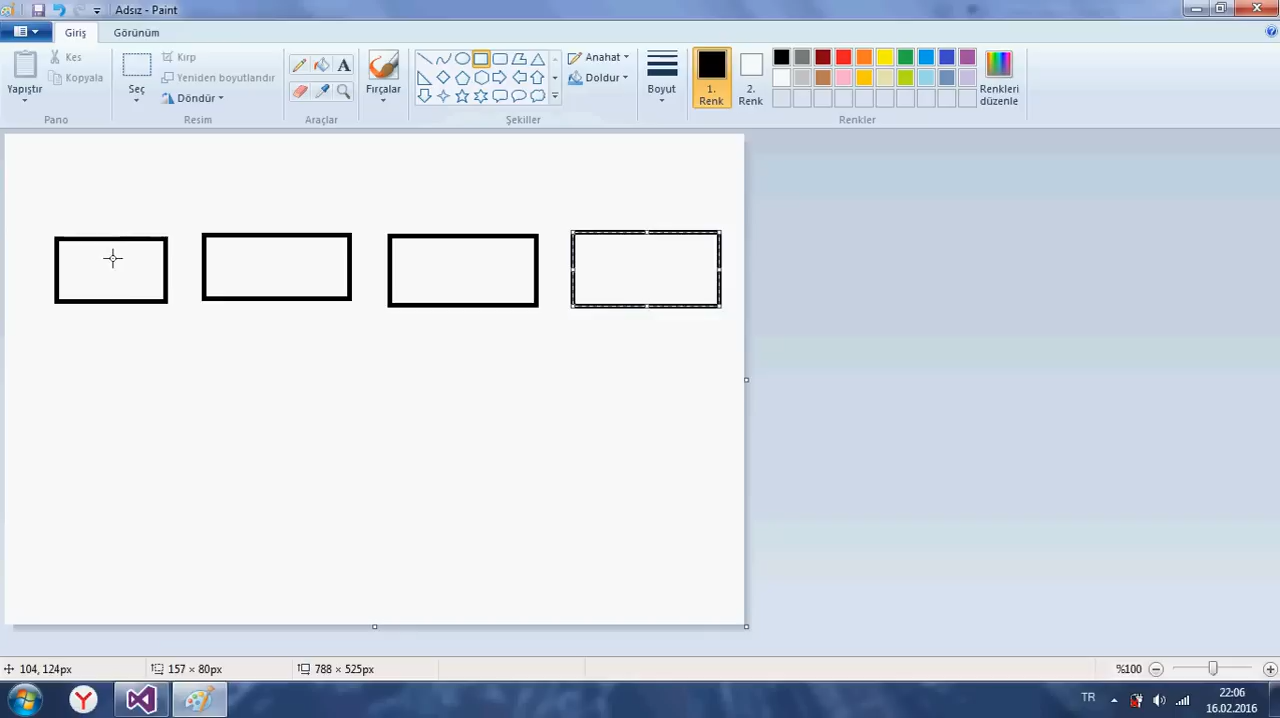 Adsız - Paint
Giriş
Görünüm
Yapıştır
Kes
Kopyala
Pano
Seç
Kırp
Yeniden boyutlandır
Döndür
Resim
A
Araçlar
Fırçalar
Anahat
Doldur
Şekiller
Boyut
1.
Renk
2.
Renk
Renkleri
düzenle
Renkler
104, 124px
157 × 80px
788 × 525px
%100
Y
TR
22:06
16.02.2016